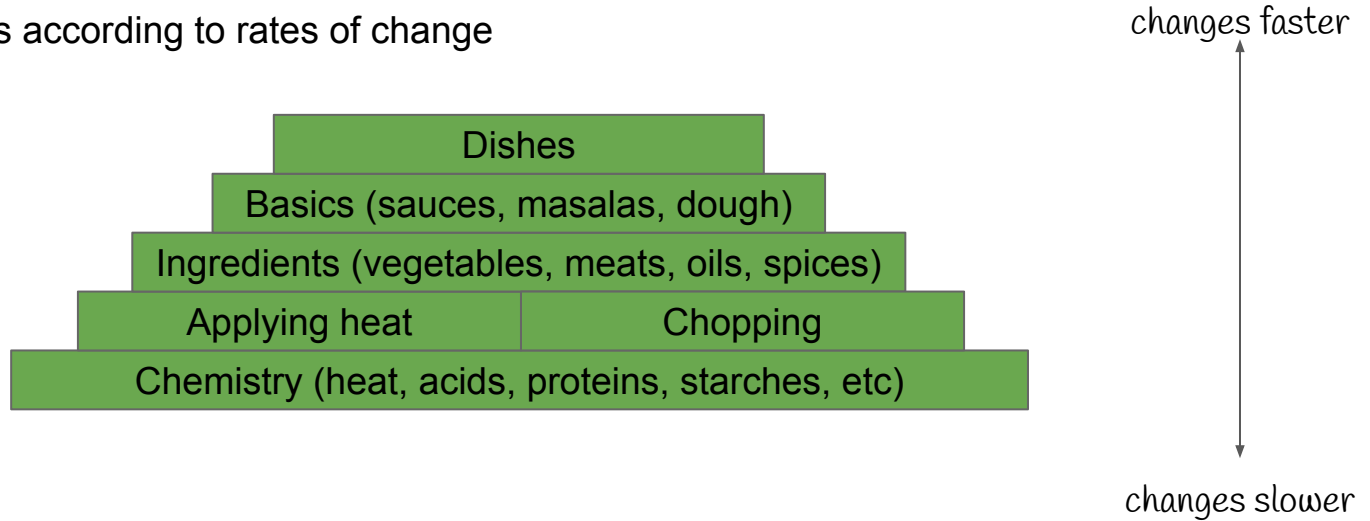 s according to rates of change
changes faster
Dishes
Basics (sauces, masalas, dough)
Ingredients (vegetables, meats, oils, spices)
Applying heat
Chopping
Chemistry (heat, acids, proteins, starches, etc)
changes slower